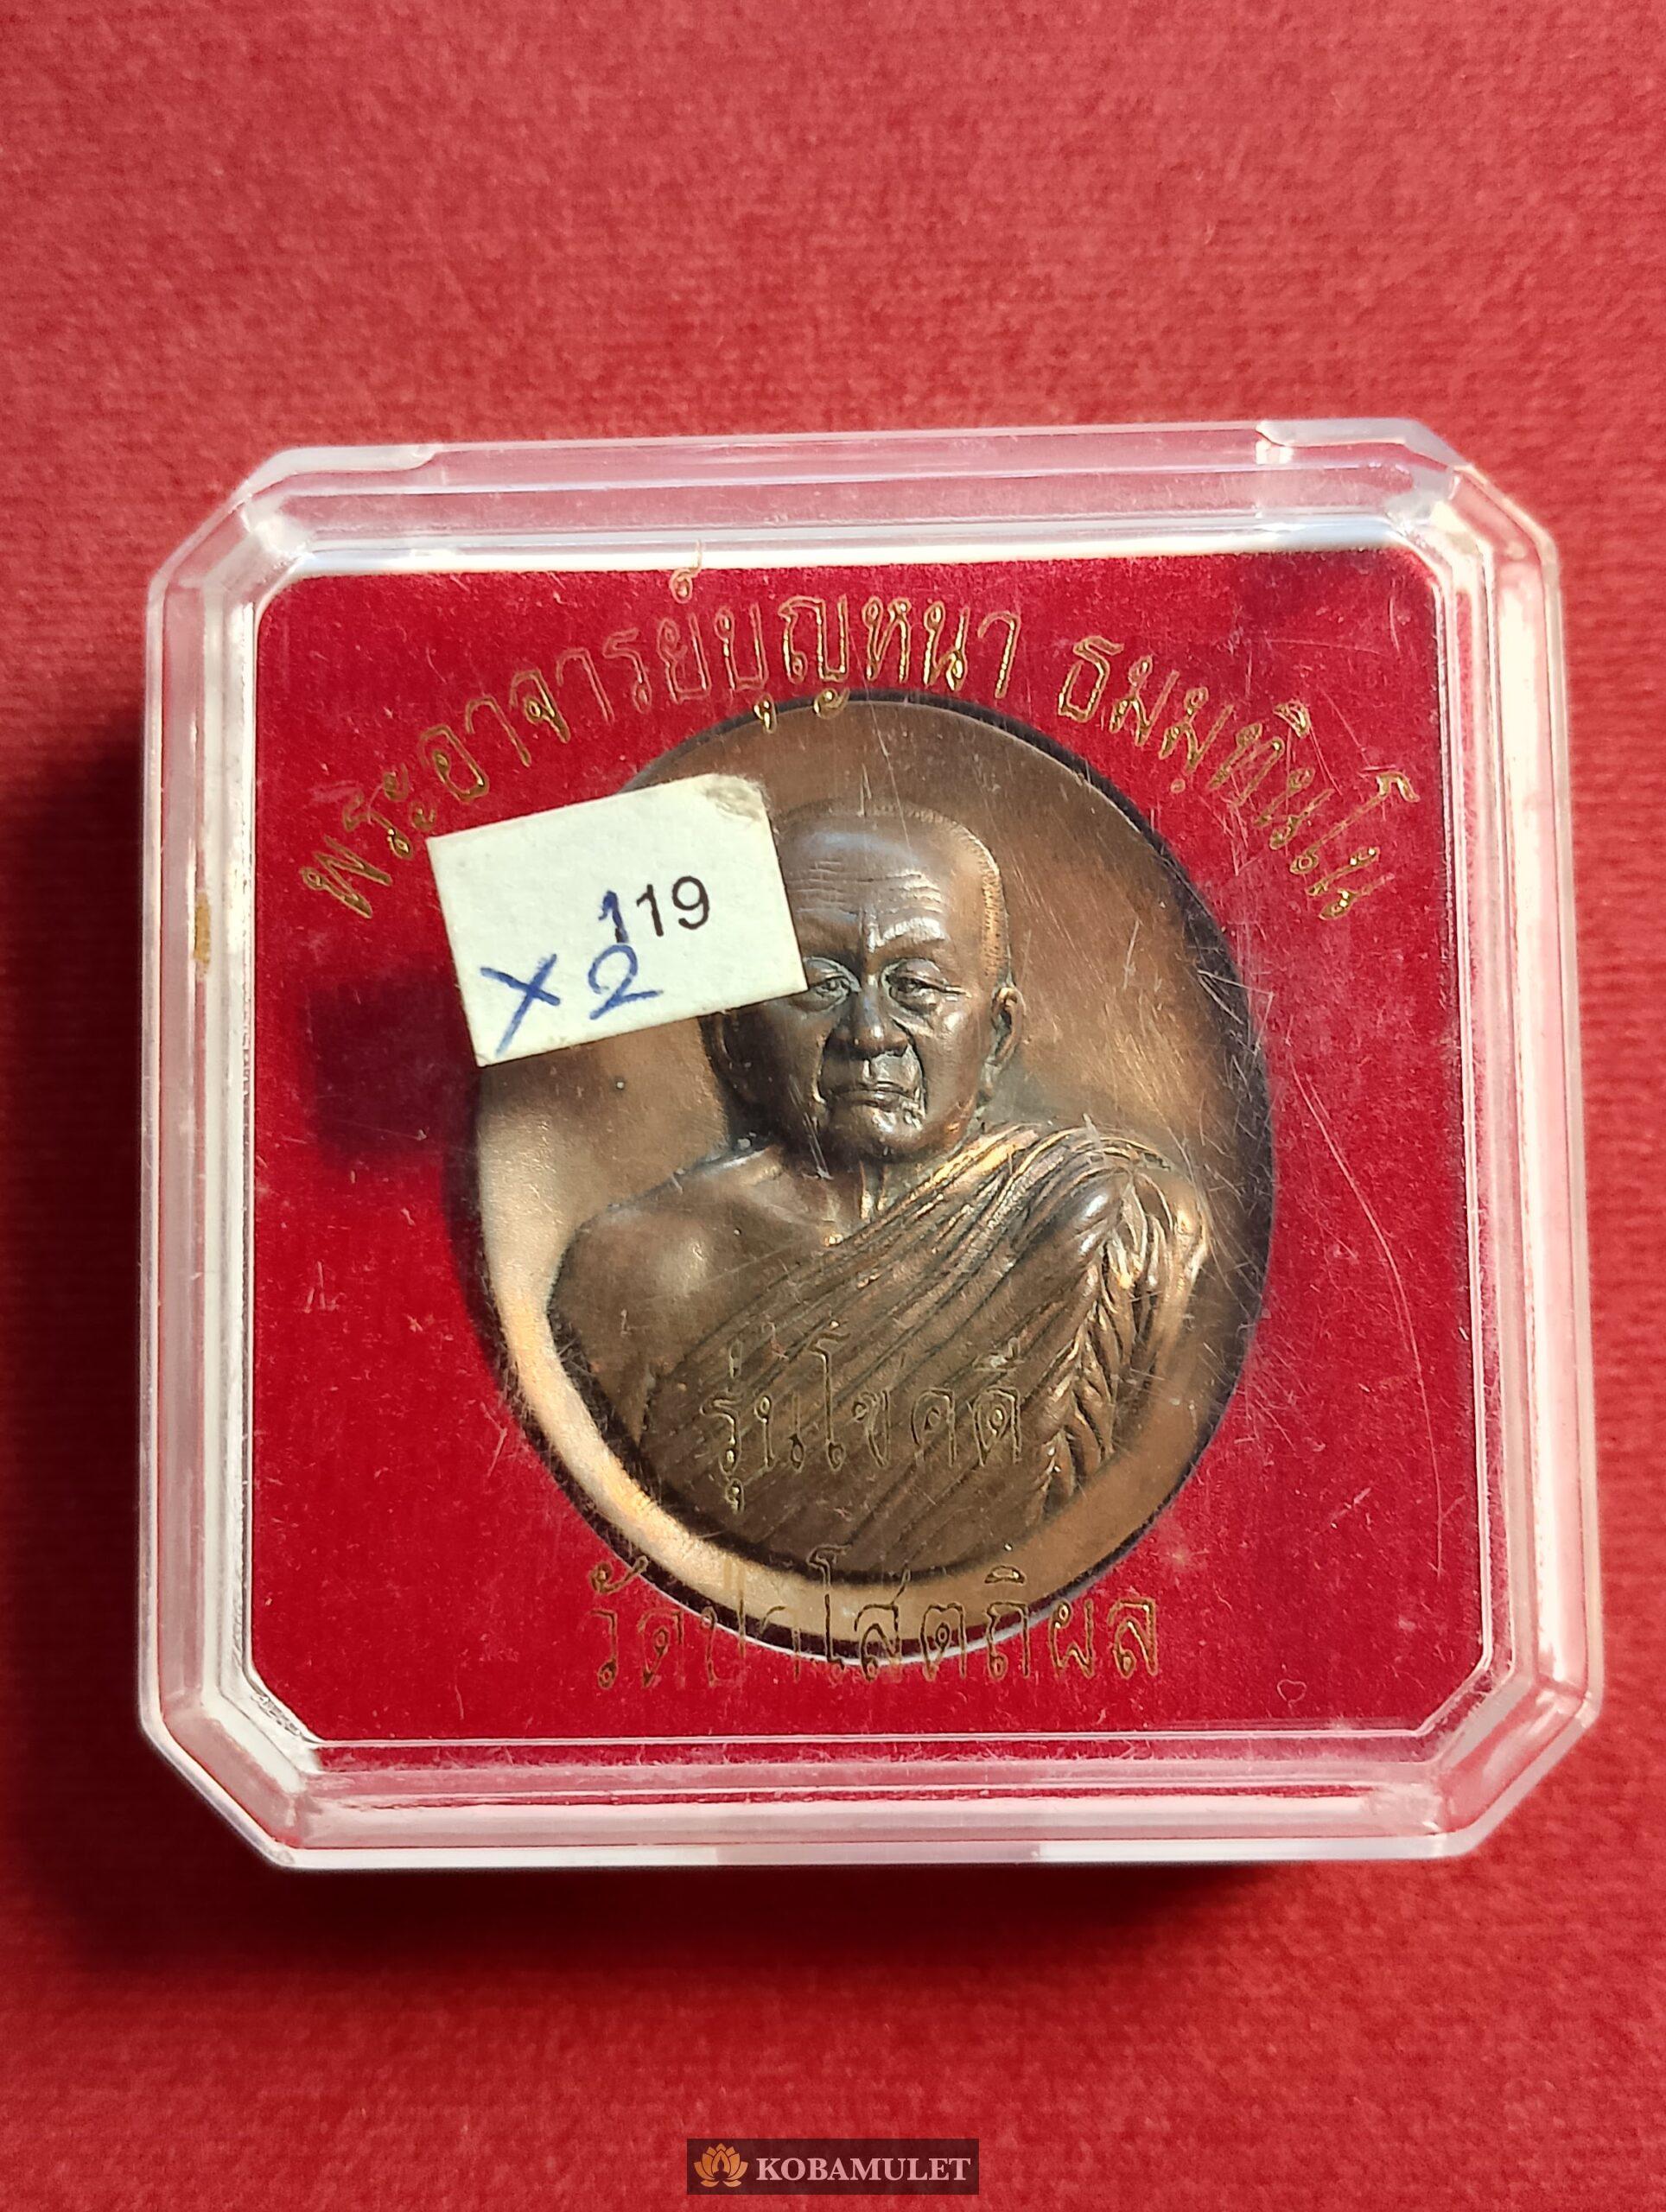 พระอาจารย์บุญหนา ธมฺมทินฺโน
119
x2
รุ่นโชคดี
วัดป่าโสตถิผล
KOBAMULET